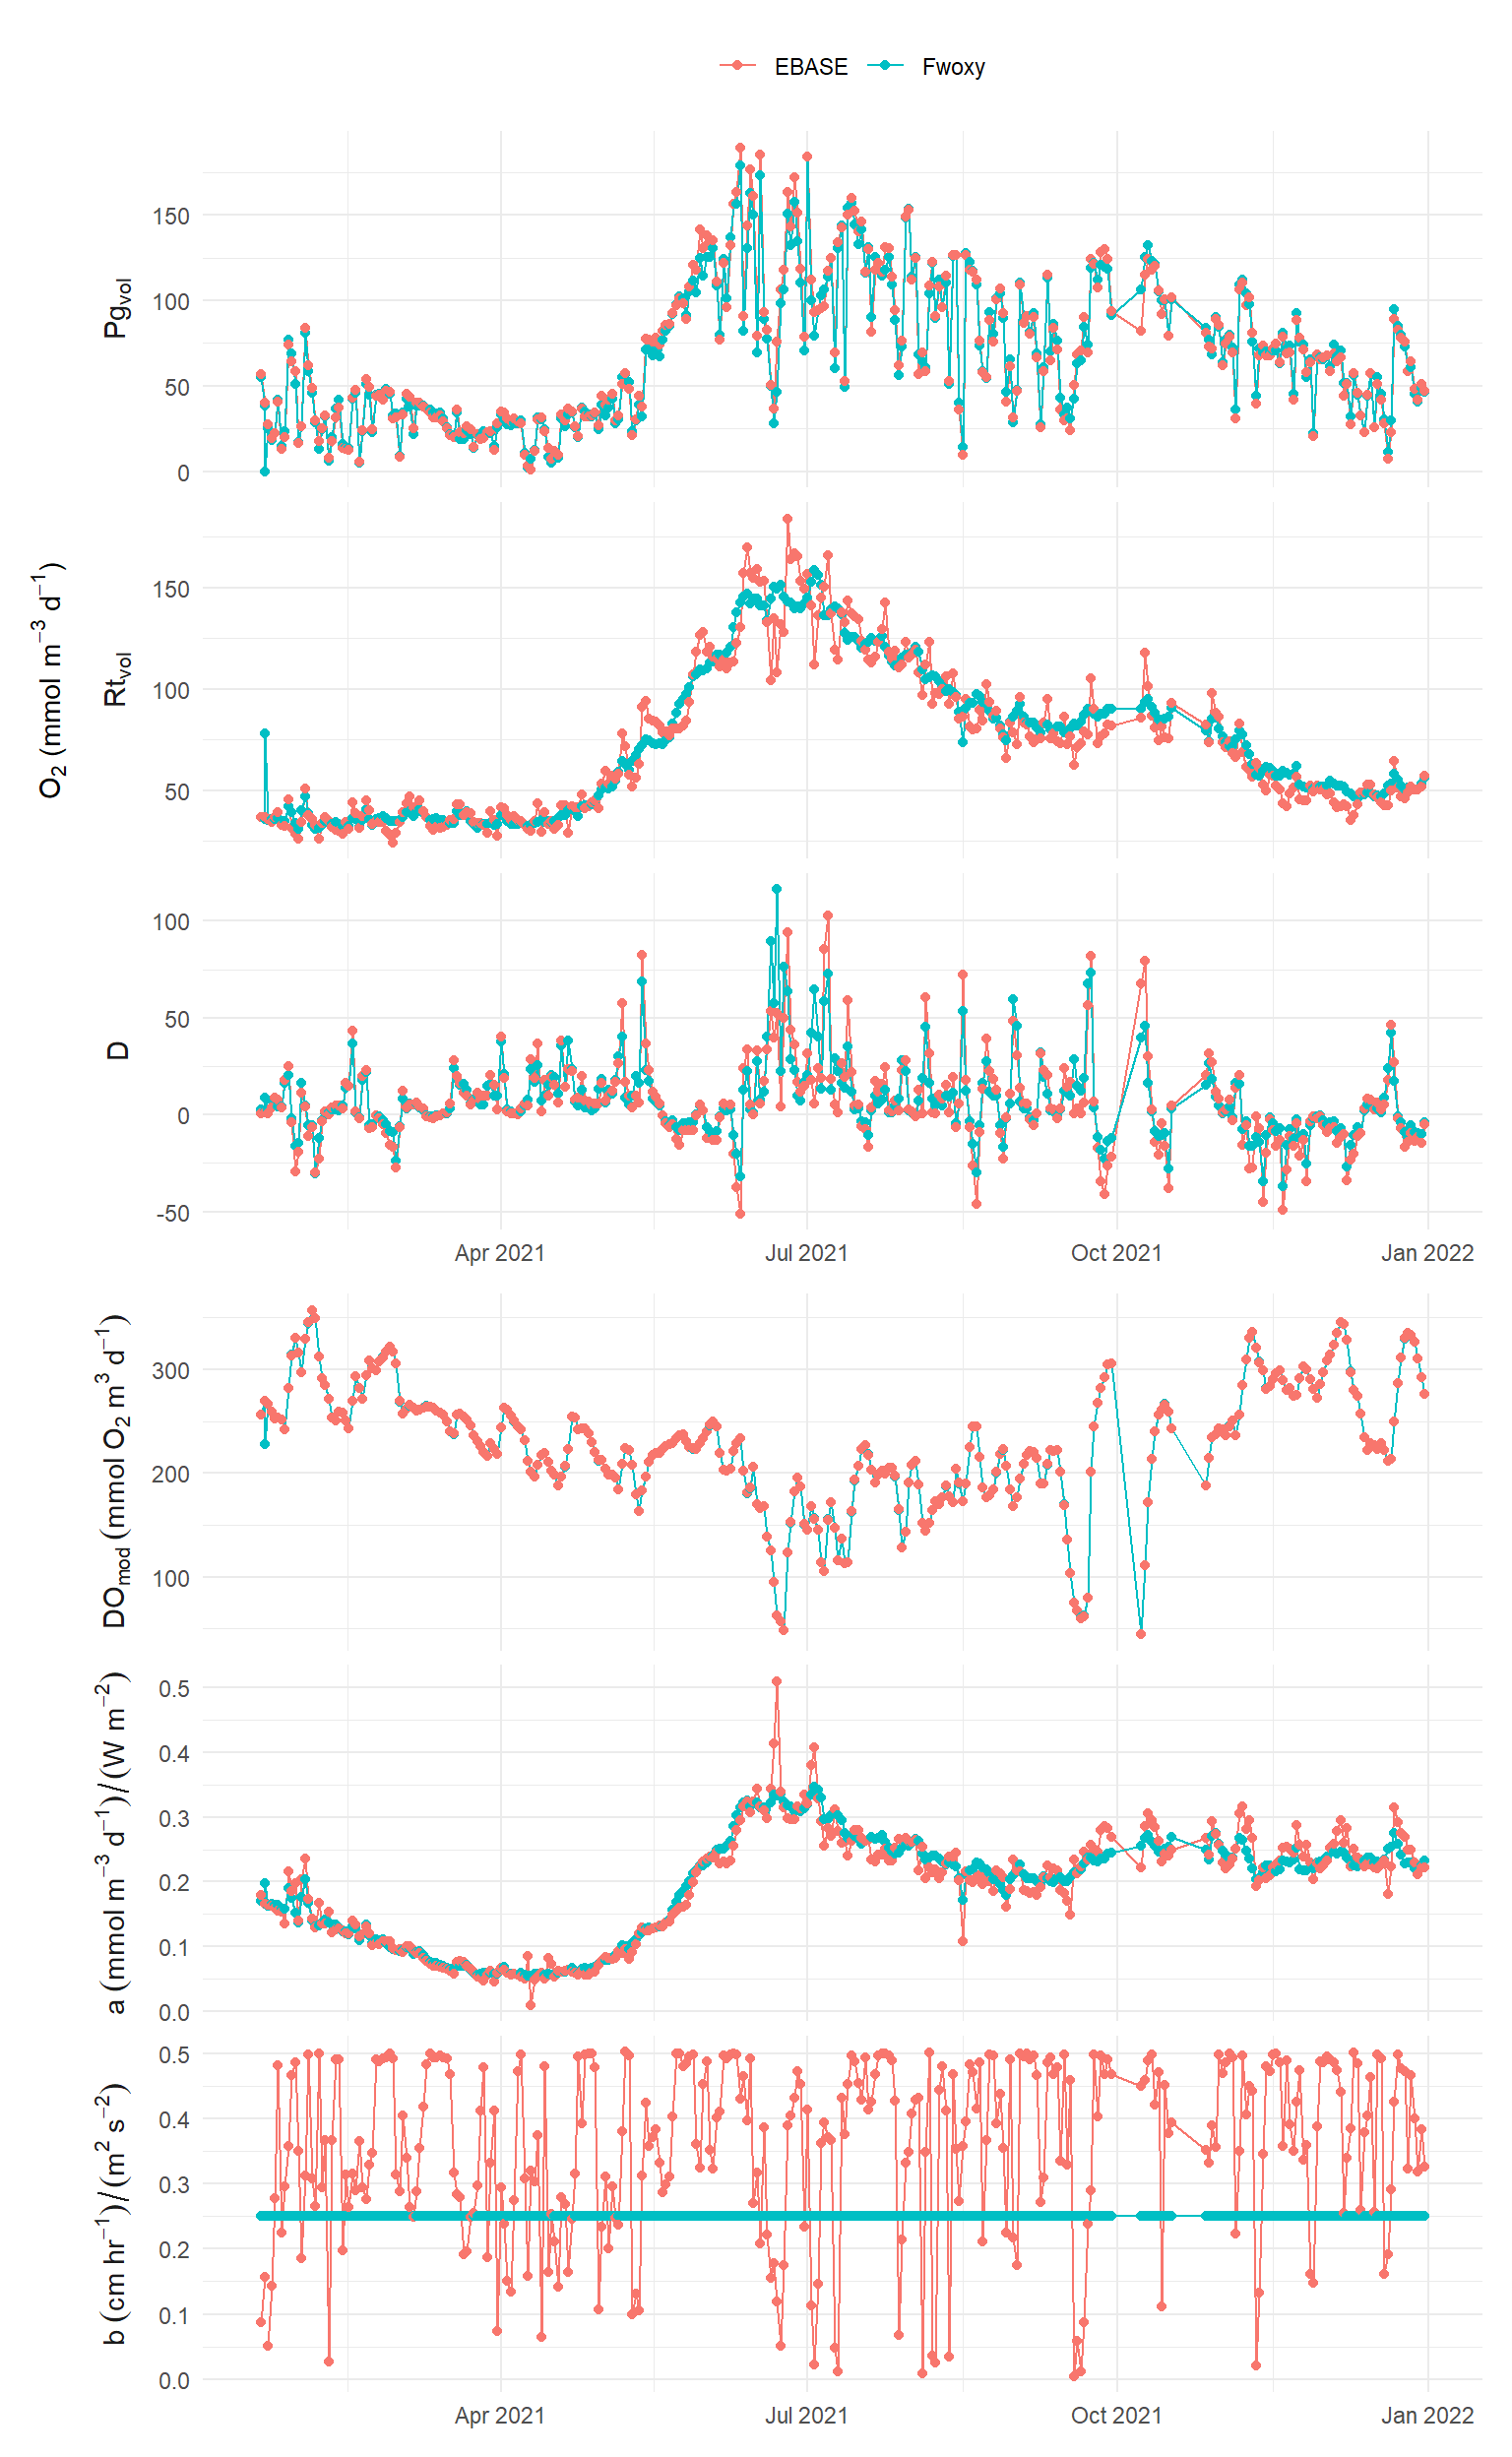 EBASE Fwoxy
O₂ (mmol m⁻³ d⁻¹)
Pgvol
150
100
50
0
Rtvol
150
100
50
D
100
50
0
-50
Apr 2021 Jul 2021 Oct 2021 Jan 2022
DOmod (mmol O₂ m³ d⁻¹)
300
200
100
a (mmol m⁻³ d⁻¹)/(W m⁻²)
0.5
0.4
0.3
0.2
0.1
0.0
b (cm hr⁻¹)/(m² s⁻²)
0.5
0.4
0.3
0.2
0.1
0.0
Apr 2021 Jul 2021 Oct 2021 Jan 2022